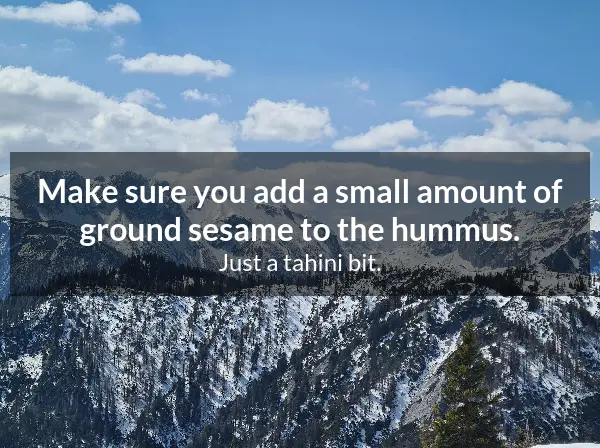 Make sure you add a small amount of
ground sesame to the hummus.
Just a tahini bit.